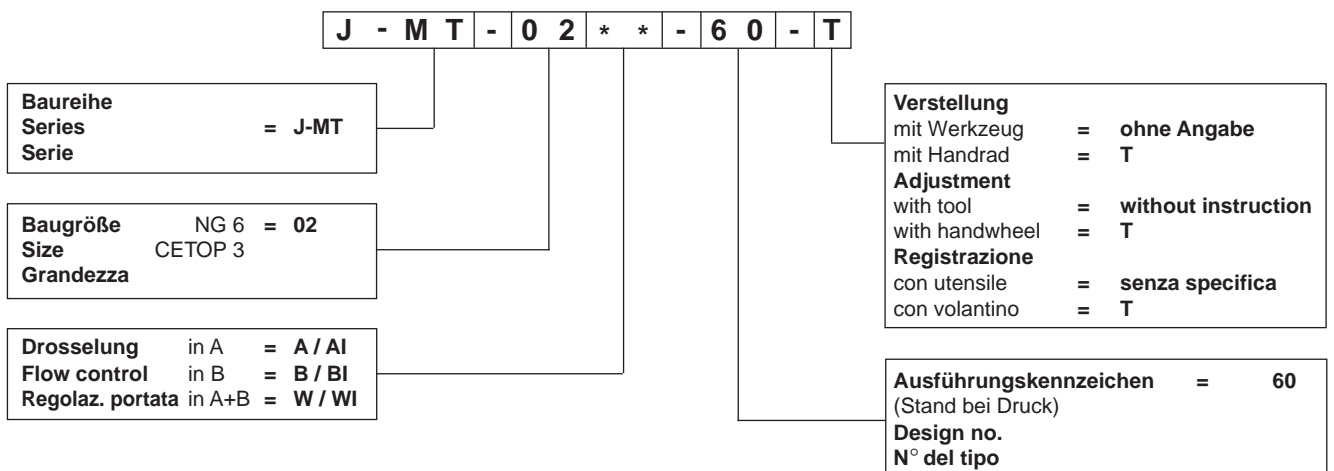 J - M T - 0 2 * * - 6 0 - T
Baureihe
Series = J-MT
Serie
Baugröße NG 6 = 02
Size CETOP 3
Grandezza
Drosselung in A = A / AI
Flow control in B = B / BI
Regolaz. portata in A+B = W / WI
Verstellung
mit Werkzeug = ohne Angabe
mit Handrad = T
Adjustment
with tool = without instruction
with handwheel = T
Registrazione
con utensile = senza specifica
con volantino = T
Ausführungskennzeichen = 60
(Stand bei Druck)
Design no.
N° del tipo